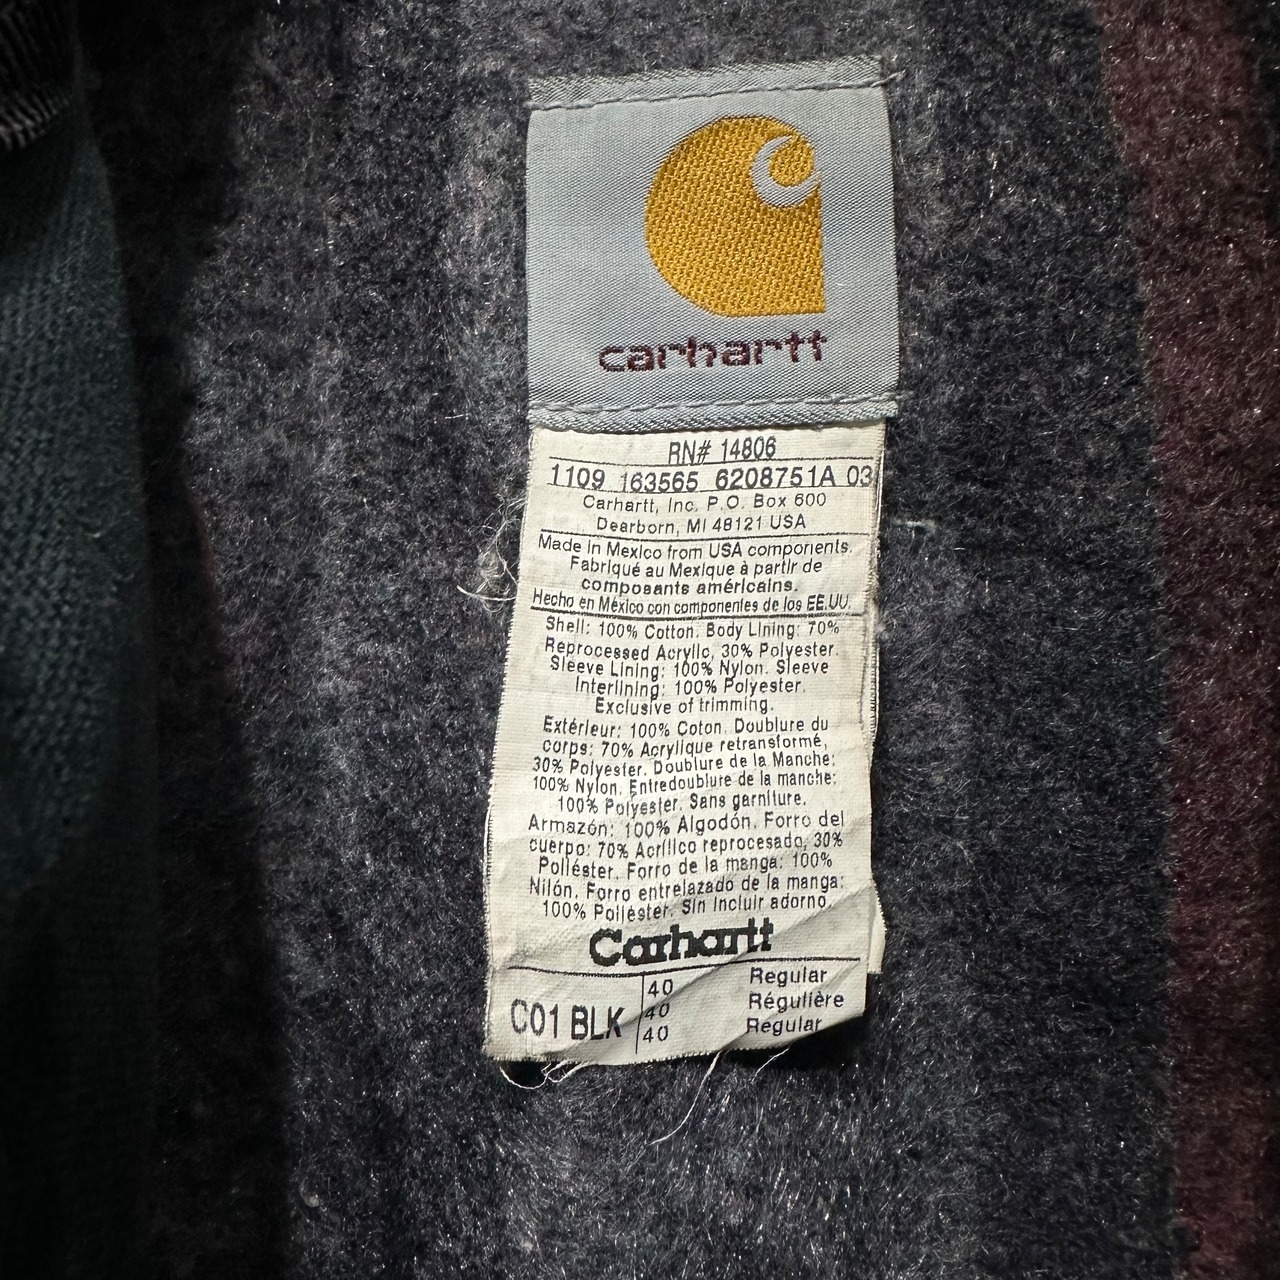 carhartt
RN# 14806
1109 163565 6208751A 03
Carhartt, Inc. P.O. Box 600
Dearborn, MI 48121 USA
Made in Mexico from USA components.
Fabriqué au Mexique à partir de
composants américains.
Hecho en México con componentes de los EE.UU.
Shell: 100% Cotton. Body Lining: 70%
Reprocessed Acrylic, 30% Polyester.
Sleeve Lining: 100% Nylon. Sleeve
Interlining: 100% Polyester.
Exclusive of trimming.
Extérieur: 100% Coton. Doublure du
corps: 70% Acrylique retransformé,
30% Polyester. Doublure de la Manche:
100% Nylon. Entredoublure de la manche:
100% Polyester. Sans garniture.
Armazón: 100% Algodón. Forro del
cuerpo: 70% Acrílico reprocesado, 30%
Poliéster. Forro de la manga: 100%
Nilón. Forro entrelazado de la manga:
100% Poliéster. Sin incluir adorno.
Carhartt
C01 BLK
40 Regular
40 Régulière
40 Regular